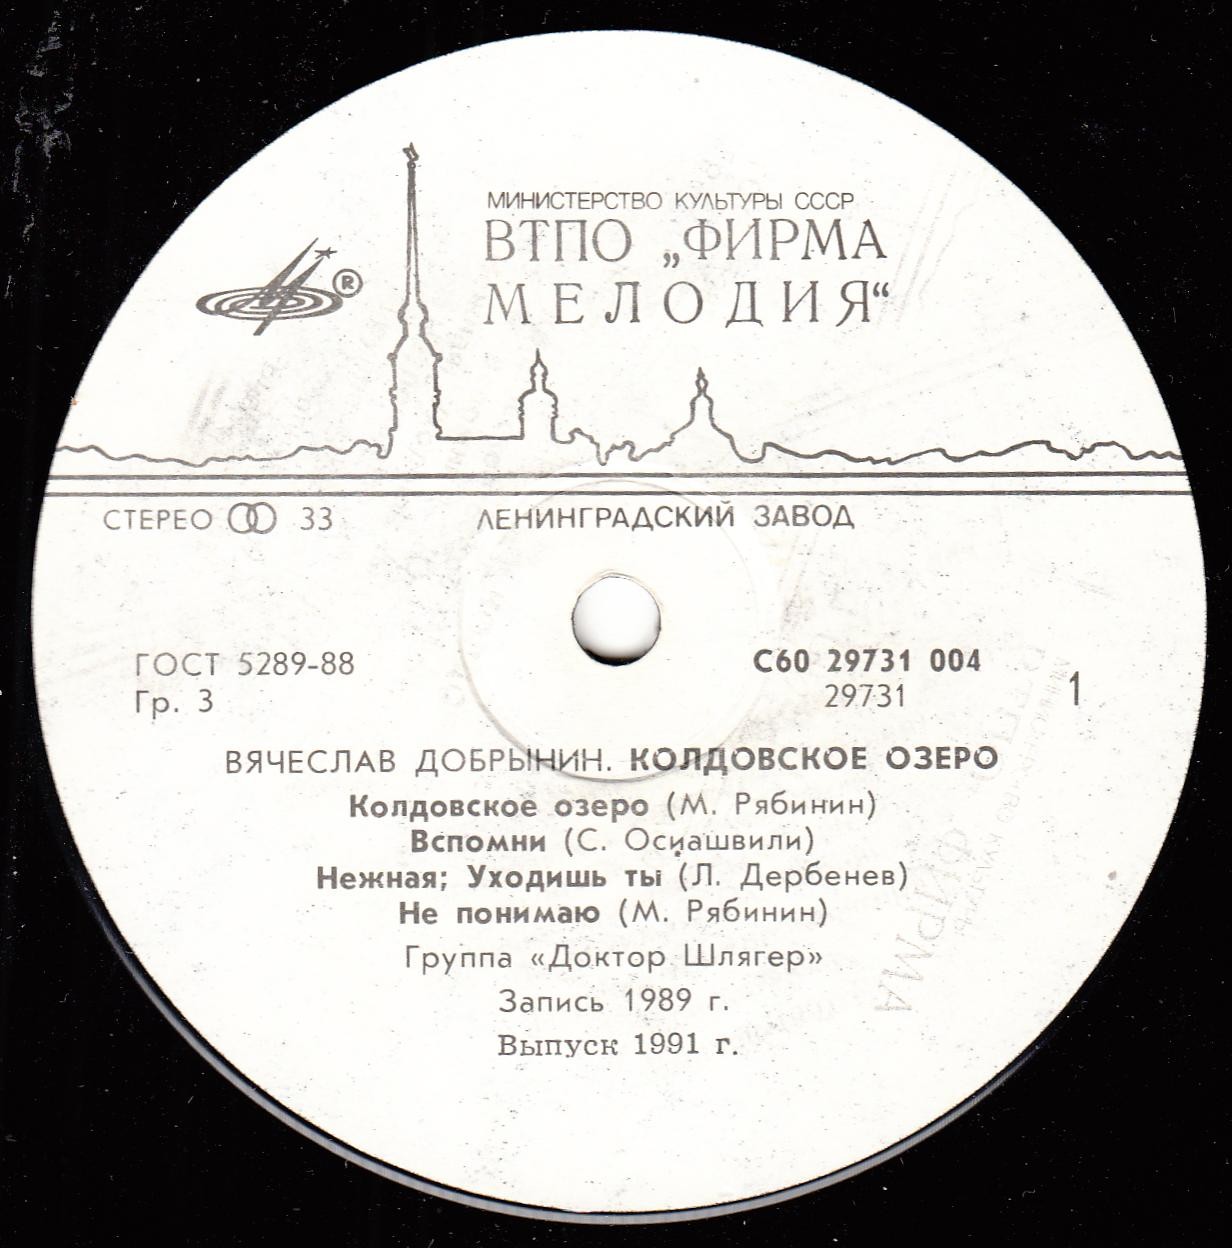 МИНИСТЕРСТВО КУЛЬТУРЫ СССР
ВТПО „ФИРМА
МЕЛОДИЯ“
®
СТЕРЕО 33
ЛЕНИНГРАДСКИЙ ЗАВОД
ГОСТ 5289-88
Гр. 3
С60 29731 004
29731
1
ВЯЧЕСЛАВ ДОБРЫНИН. КОЛДОВСКОЕ ОЗЕРО
Колдовское озеро (М. Рябинин)
Вспомни (С. Осиашвили)
Нежная; Уходишь ты (Л. Дербенев)
Не понимаю (М. Рябинин)
Группа «Доктор Шлягер»
Запись 1989 г.
Выпуск 1991 г.